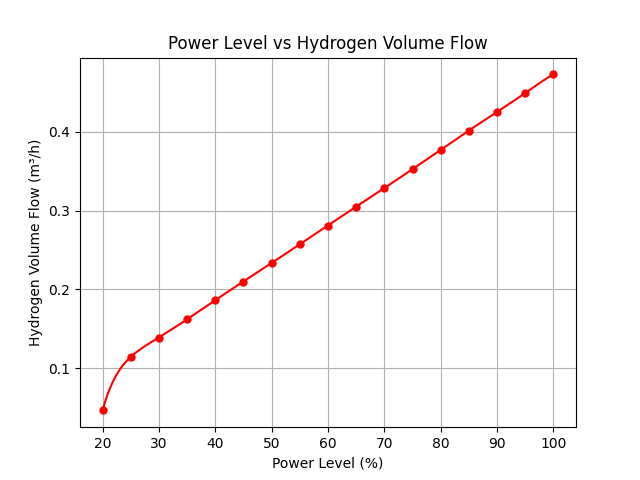 Power Level vs Hydrogen Volume Flow
Hydrogen Volume Flow (m³/h)
0.4
0.3
0.2
0.1
20 30 40 50 60 70 80 90 100
Power Level (%)